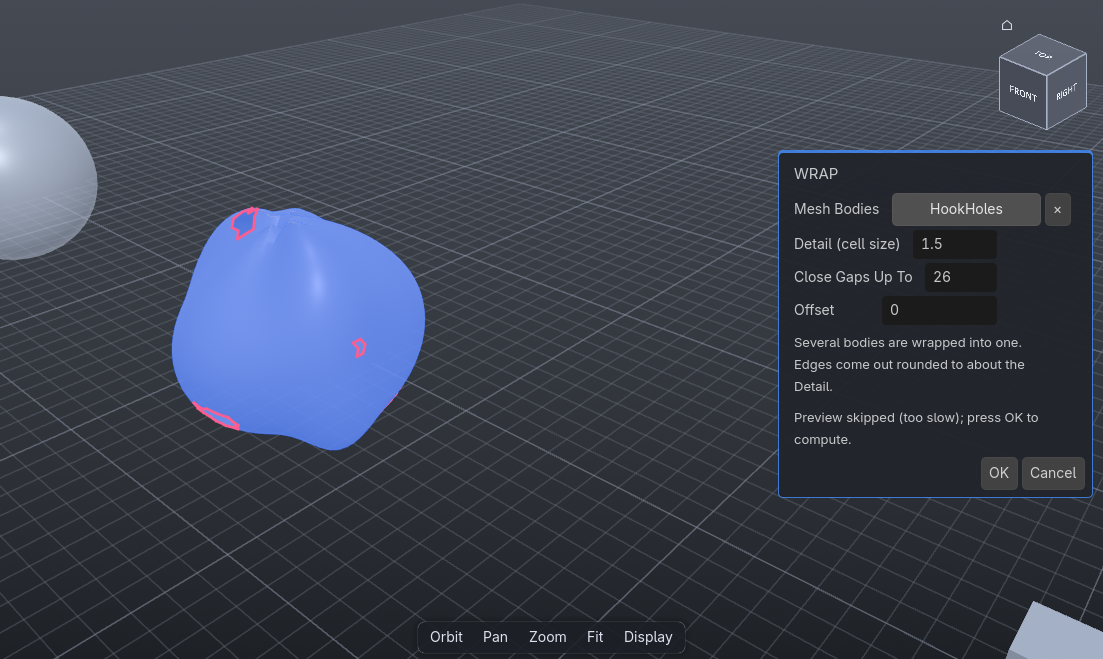 TOP
FRONT
RIGHT
WRAP
Mesh Bodies HookHoles ×
Detail (cell size) 1.5
Close Gaps Up To 26
Offset 0
Several bodies are wrapped into one.
Edges come out rounded to about the
Detail.
Preview skipped (too slow); press OK to
compute.
OK Cancel
Orbit Pan Zoom Fit Display